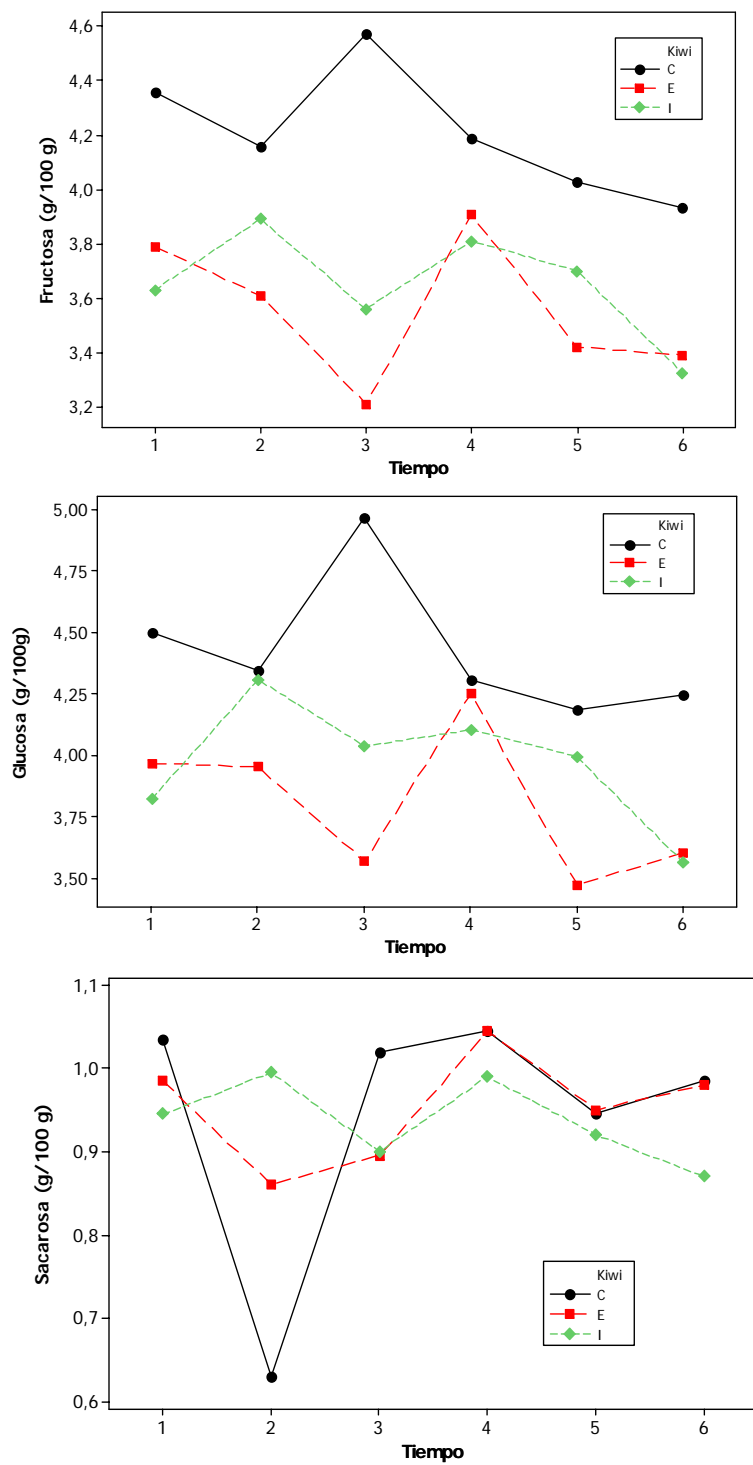 4,6
4,4
4,2
4,0
3,8
3,6
3,4
3,2
Fructosa (g/100 g)
Kiwi
C
E
I
1 2 3 4 5 6
Tiempo
5,00
4,75
4,50
4,25
4,00
3,75
3,50
Glucosa (g/100g)
Kiwi
C
E
I
1 2 3 4 5 6
Tiempo
1,1
1,0
0,9
0,8
0,7
0,6
Sacarosa (g/100 g)
Kiwi
C
E
I
1 2 3 4 5 6
Tiempo